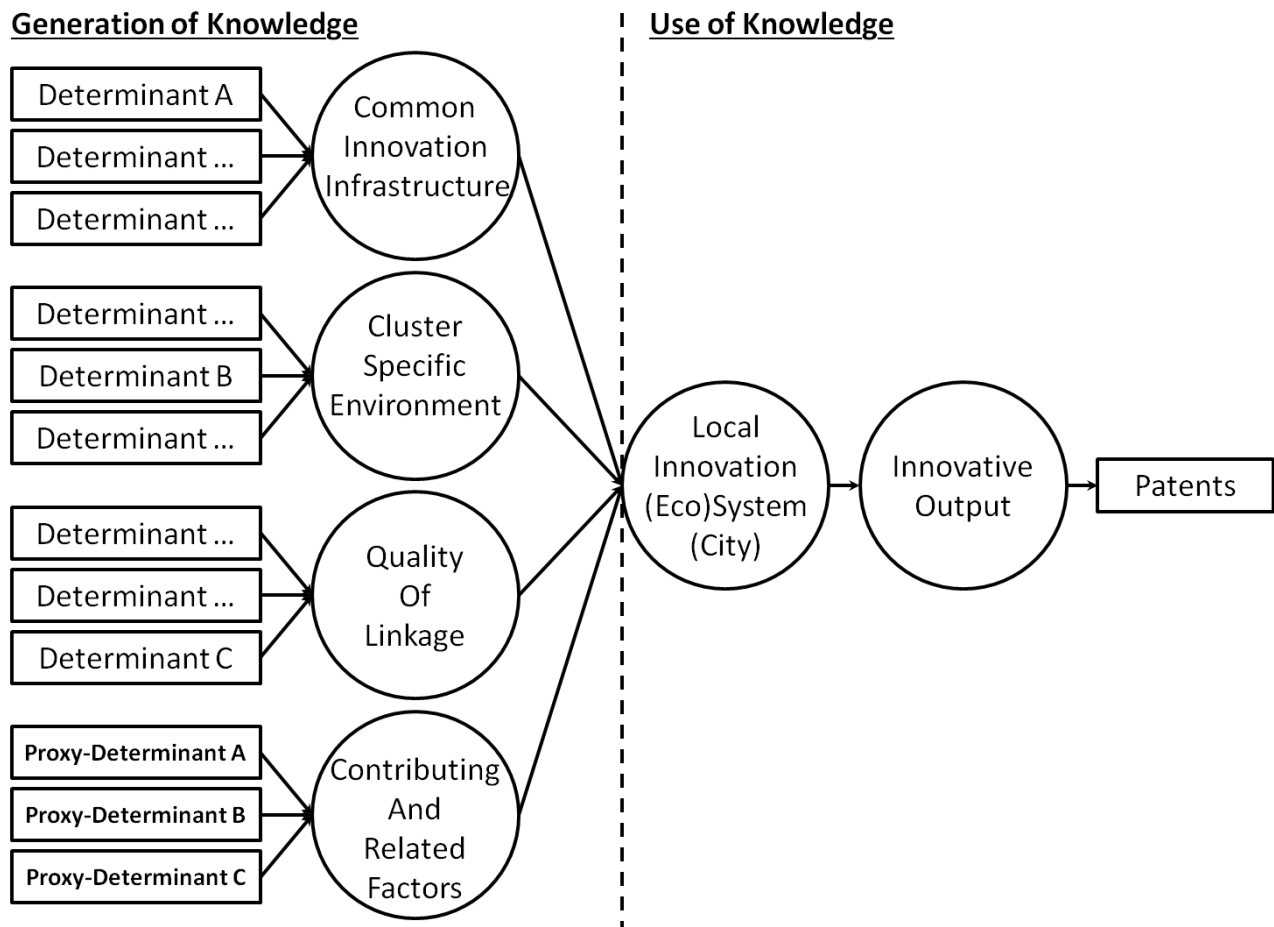 Generation of Knowledge
Use of Knowledge
Determinant A
Determinant ...
Determinant ...
Common
Innovation
Infrastructure
Determinant ...
Determinant B
Determinant ...
Cluster
Specific
Environment
Determinant ...
Determinant ...
Determinant C
Quality
Of
Linkage
Proxy-Determinant A
Proxy-Determinant B
Proxy-Determinant C
Contributing
And
Related
Factors
Local
Innovation
(Eco)System
(City)
Innovative
Output
Patents